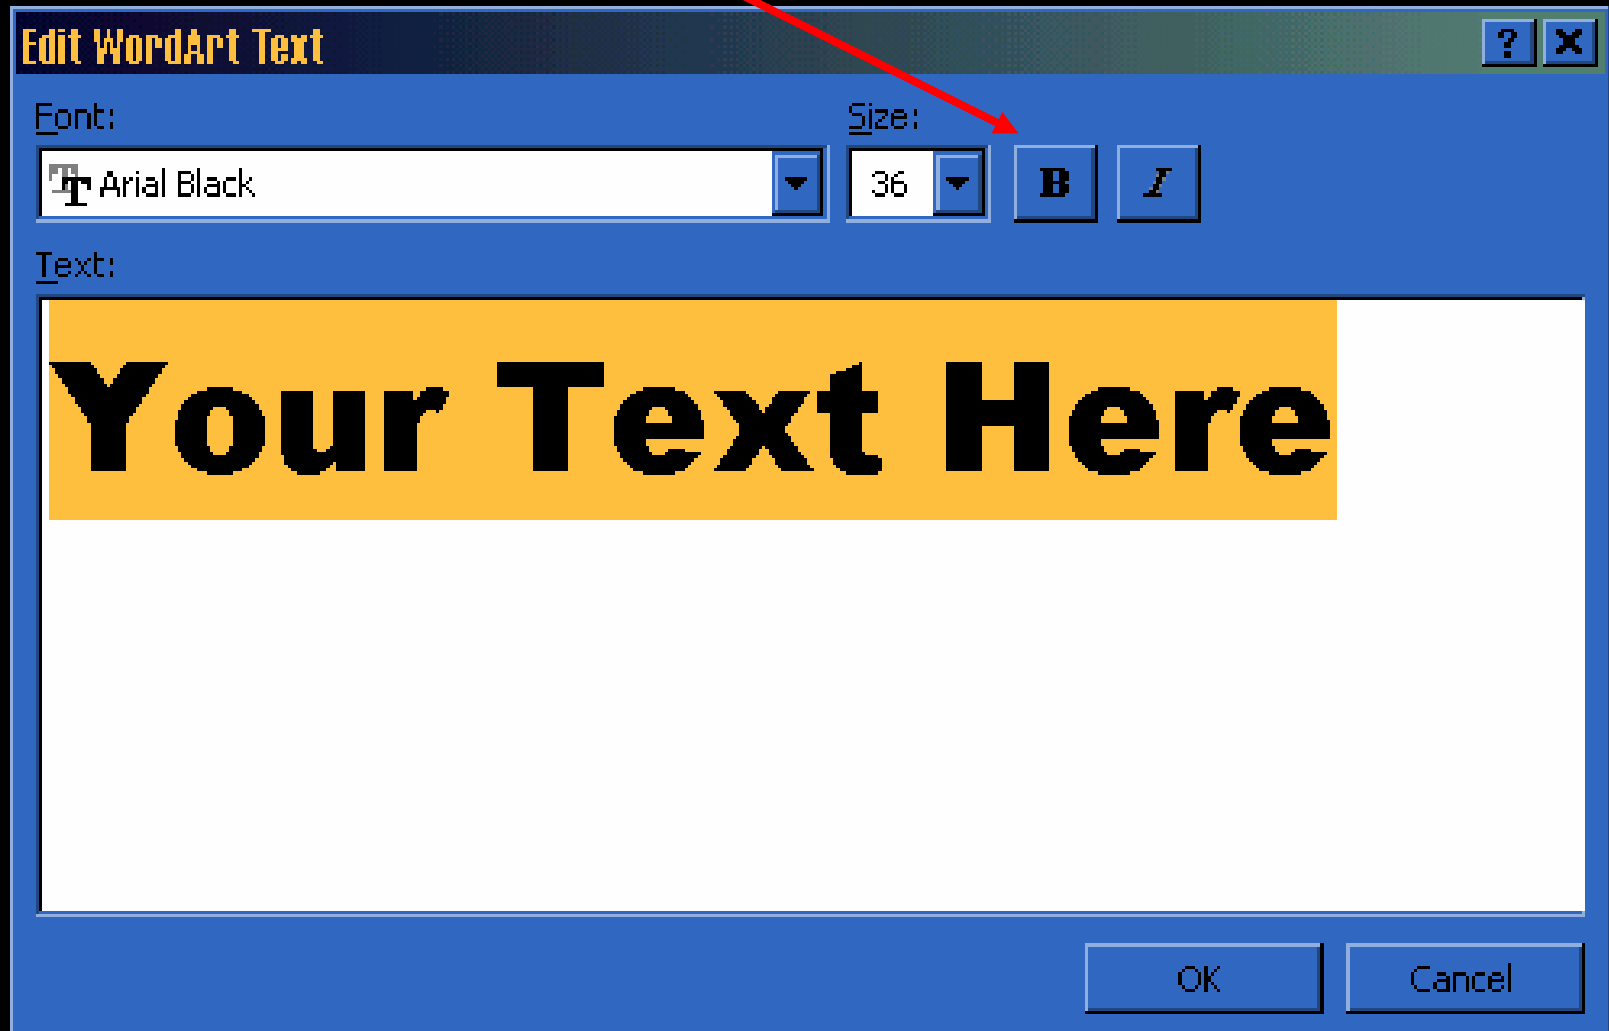 Edit WordArt Text ? X
Font: Size:
Arial Black 36 B I
Text:
Your Text Here
OK Cancel